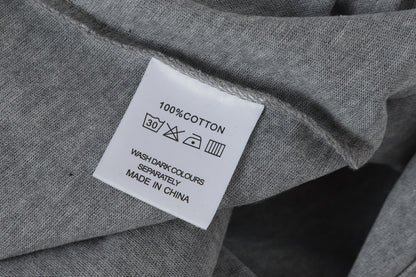 100%COTTON
30
WASH DARK COLOURS
SEPARATELY
MADE IN CHINA